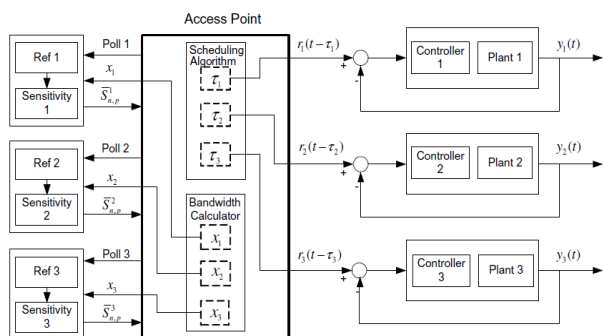 Access Point
Ref 1
Sensitivity
1
Poll 1
x₁
S̄¹ₙ,ₚ
Scheduling
Algorithm
τ₁
τ₂
τ₃
r₁(t−τ₁)
+
-
Controller
1
Plant 1
y₁(t)
Ref 2
Sensitivity
2
Poll 2
x₂
S̄²ₙ,ₚ
r₂(t−τ₂)
+
-
Controller
2
Plant 2
y₂(t)
Bandwidth
Calculator
x₁
x₂
x₃
Ref 3
Sensitivity
3
Poll 3
x₃
S̄³ₙ,ₚ
r₃(t−τ₃)
+
-
Controller
3
Plant 3
y₃(t)